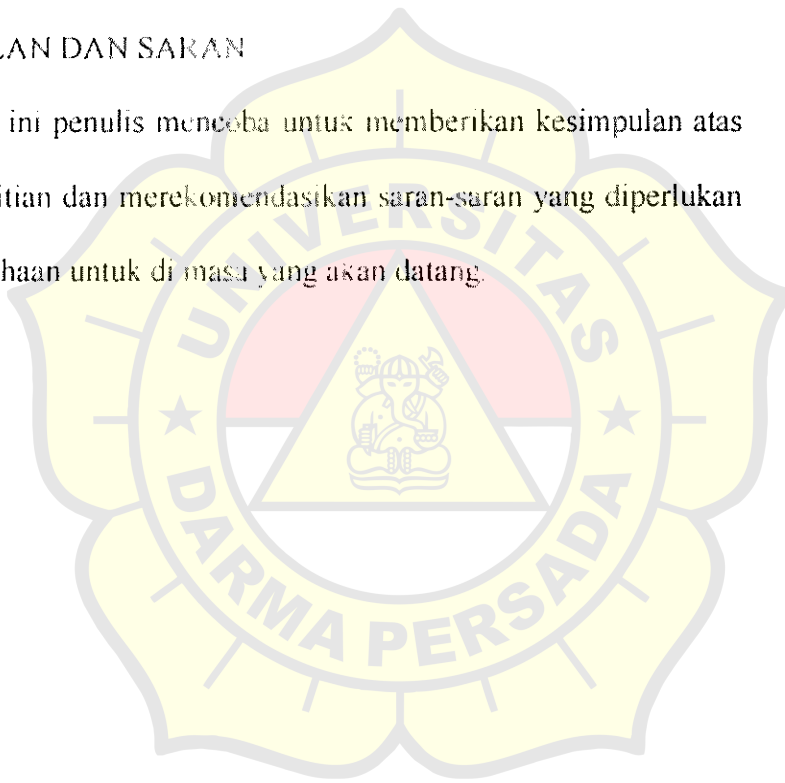 LAN DAN SARAN
ini penulis mencoba untuk memberikan kesimpulan atas
itian dan merekomendasikan saran-saran yang diperlukan
haan untuk di masa yang akan datang.
UNIVERSITAS
DARMA PERSADA